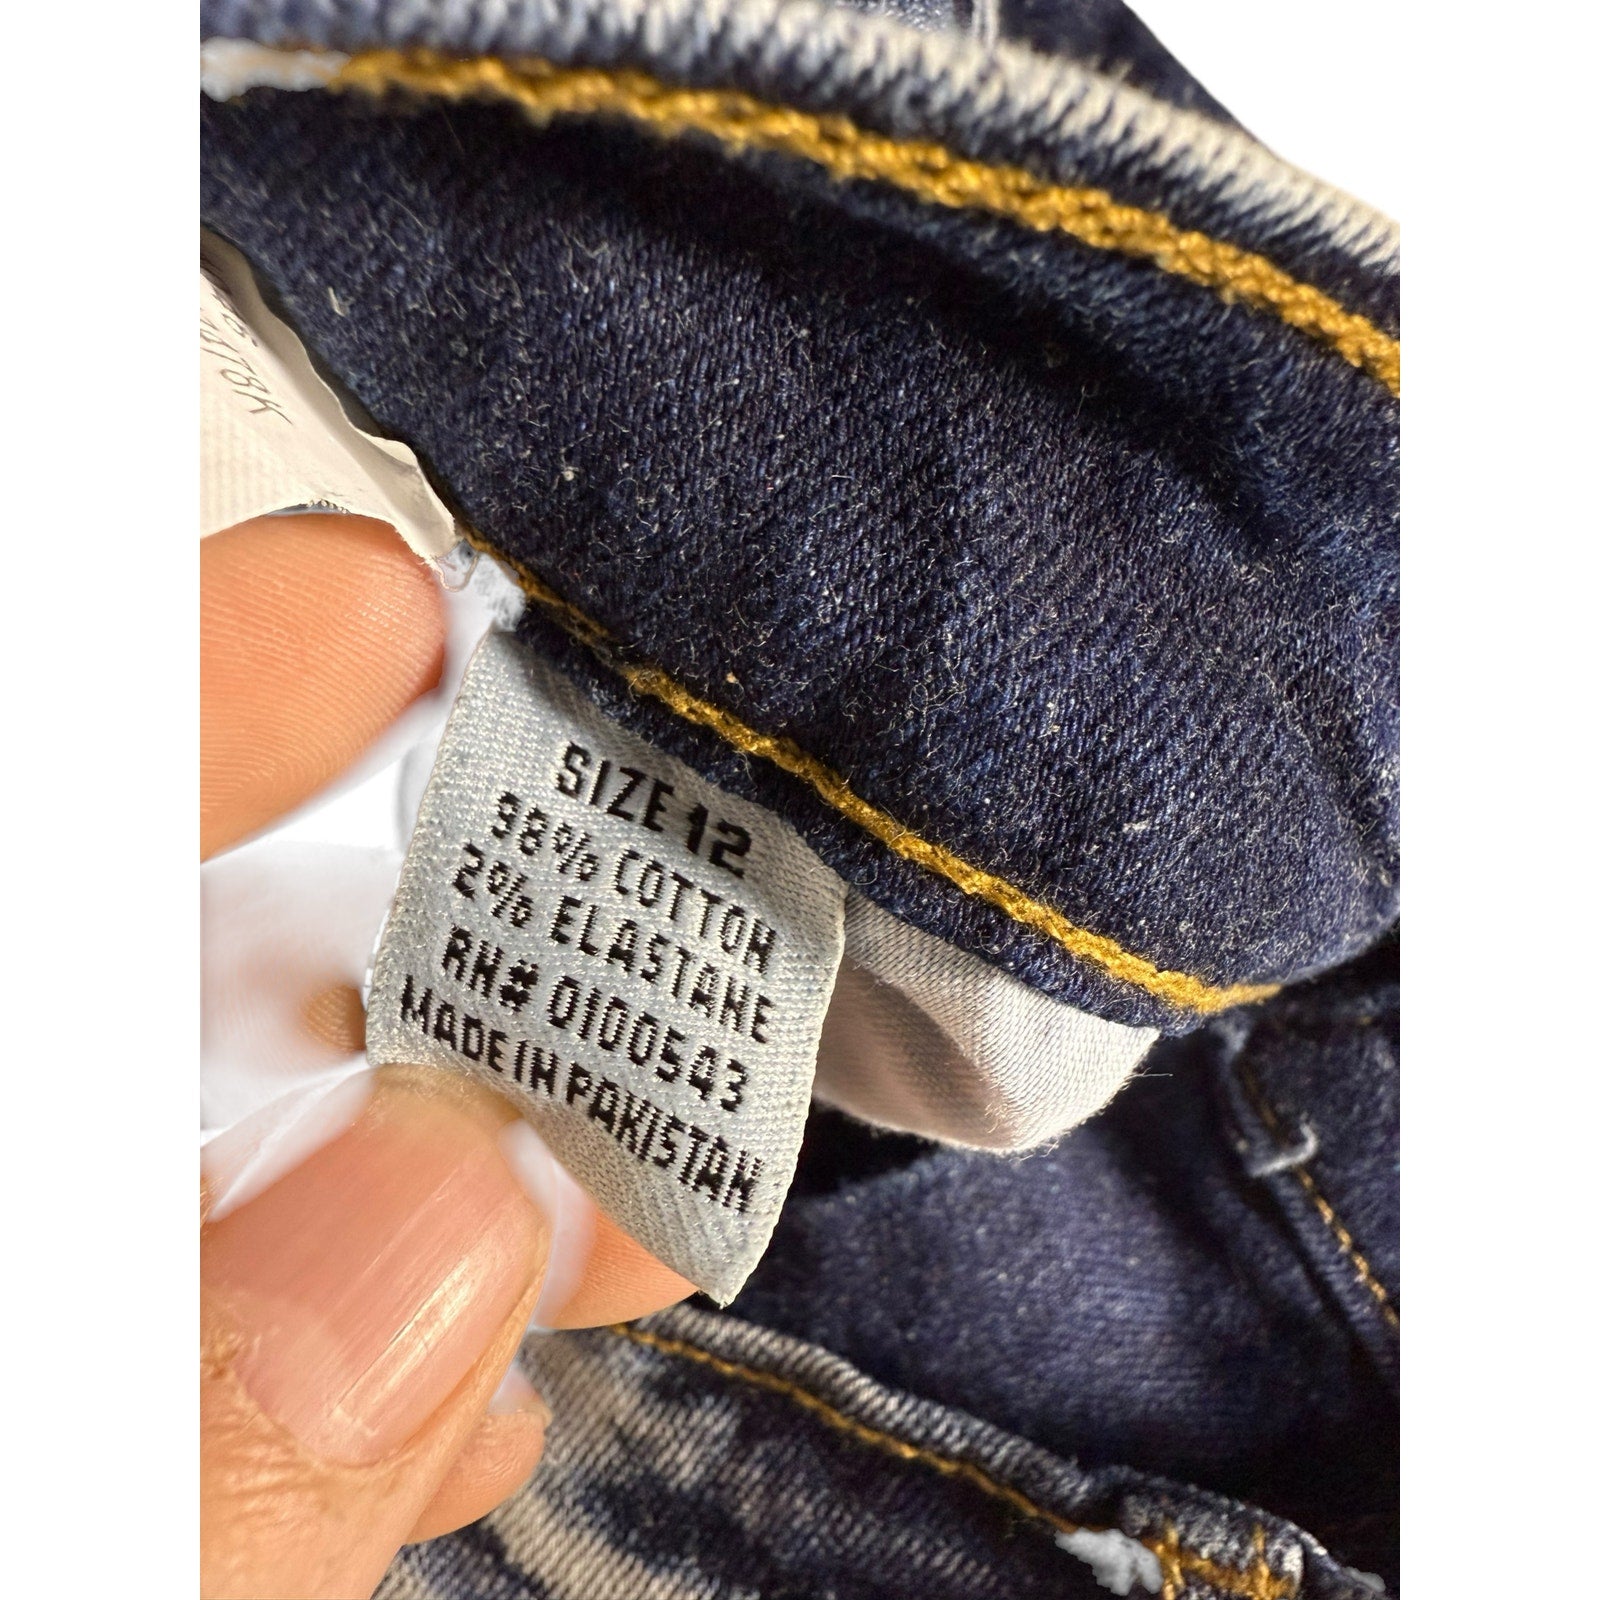 SIZE 12
98% COTTON
2% ELASTANE
RN# 0100543
MADE IN PAKISTAN